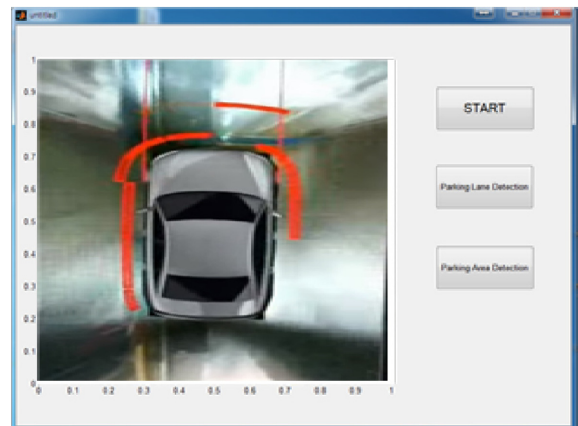 untitled
1
0.9
0.8
0.7
0.6
0.5
0.4
0.3
0.2
0.1
0
0 0.1 0.2 0.3 0.4 0.5 0.6 0.7 0.8 0.9 1
START
Parking Lane Detection
Parking Area Detection